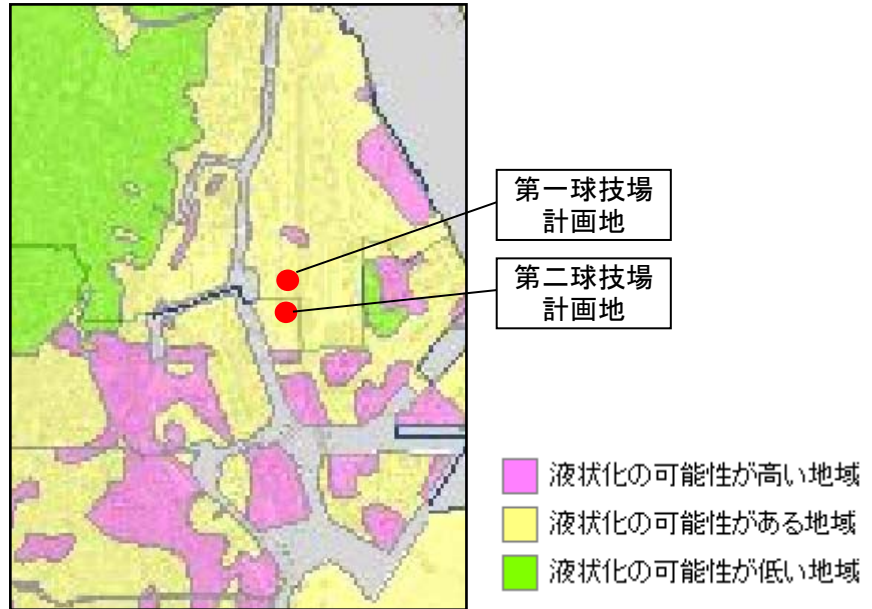 第一球技場
計画地
第二球技場
計画地
液状化の可能性が高い地域
液状化の可能性がある地域
液状化の可能性が低い地域